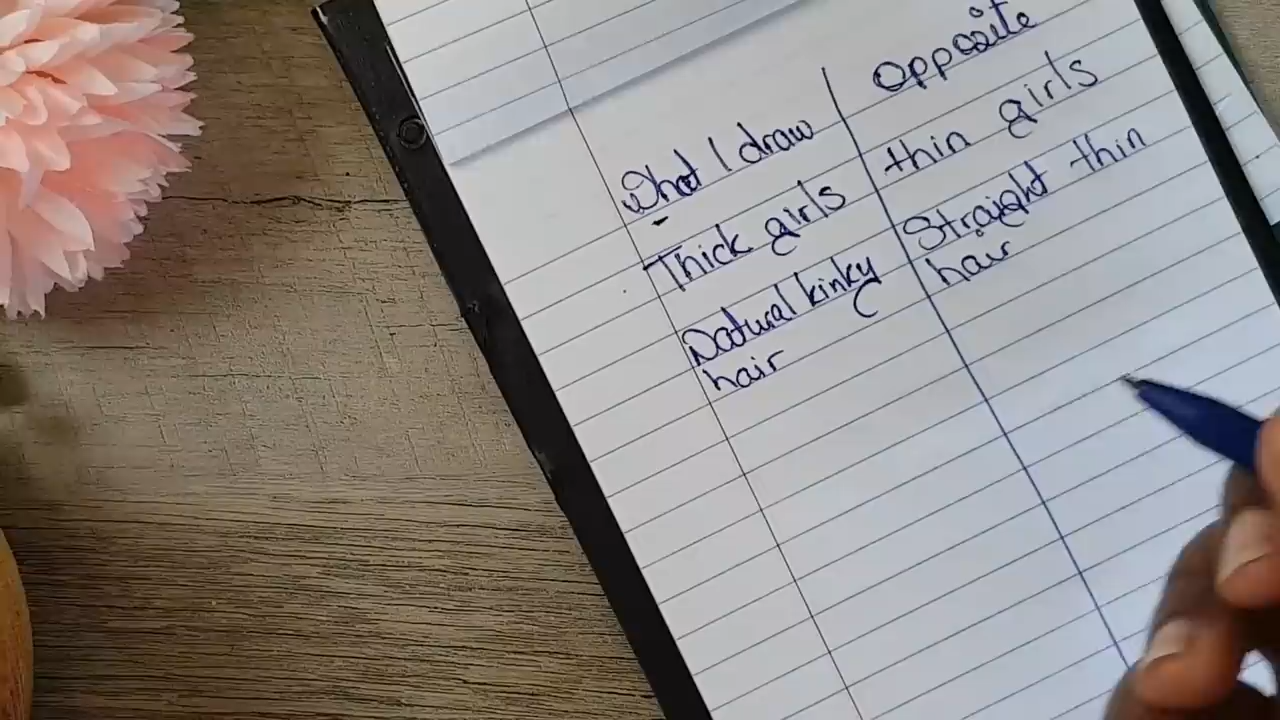 What I draw
Opposite
Thick girls
thin girls
Natural kinky
hair
Straight thin
hair